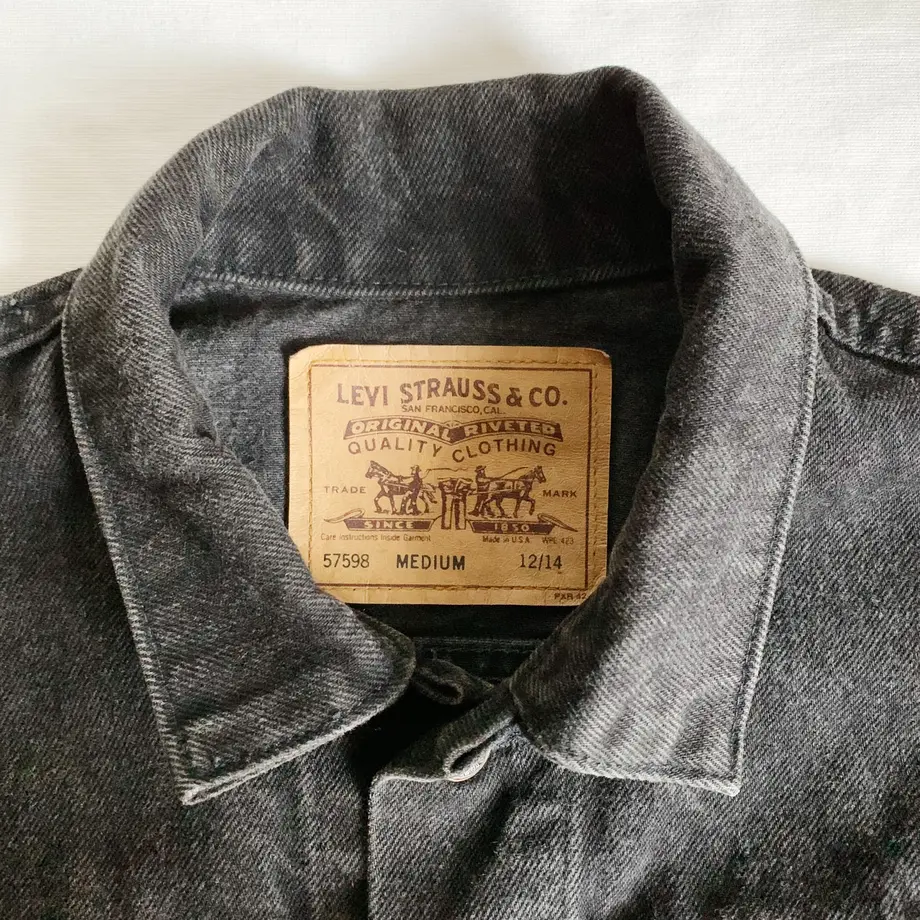 LEVI STRAUSS & CO.
SAN FRANCISCO, CAL.
ORIGINAL RIVETED
QUALITY CLOTHING
TRADE MARK
SINCE 1850
Care instructions Inside Garment Made in U.S.A. WPL 423
57598 MEDIUM 12/14